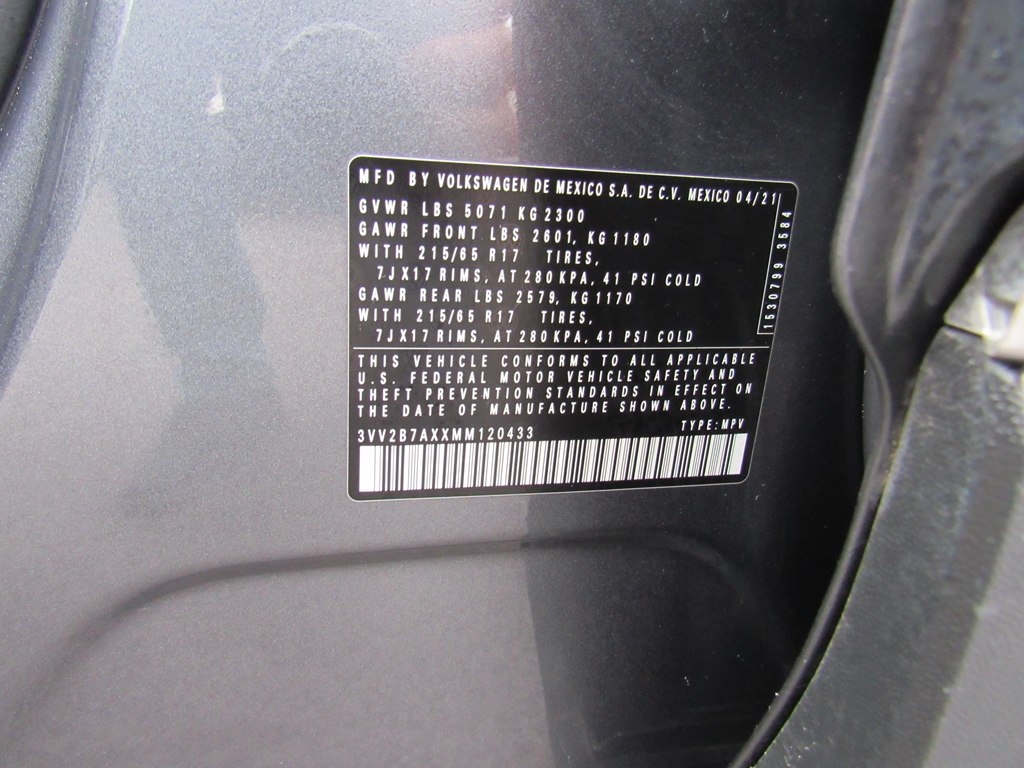 MFD BY VOLKSWAGEN DE MEXICO S.A. DE C.V. MEXICO 04/21
GVWR LBS 5071 KG 2300
GAWR FRONT LBS 2601, KG 1180
WITH 215/65 R17 TIRES,
7JX17 RIMS, AT 280 KPA, 41 PSI COLD
GAWR REAR LBS 2579, KG 1170
WITH 215/65 R17 TIRES,
7JX17 RIMS, AT 280 KPA, 41 PSI COLD
1530799 3584
THIS VEHICLE CONFORMS TO ALL APPLICABLE
U.S. FEDERAL MOTOR VEHICLE SAFETY AND
THEFT PREVENTION STANDARDS IN EFFECT ON
THE DATE OF MANUFACTURE SHOWN ABOVE.
3VV2B7AXXMM120433 TYPE: MPV